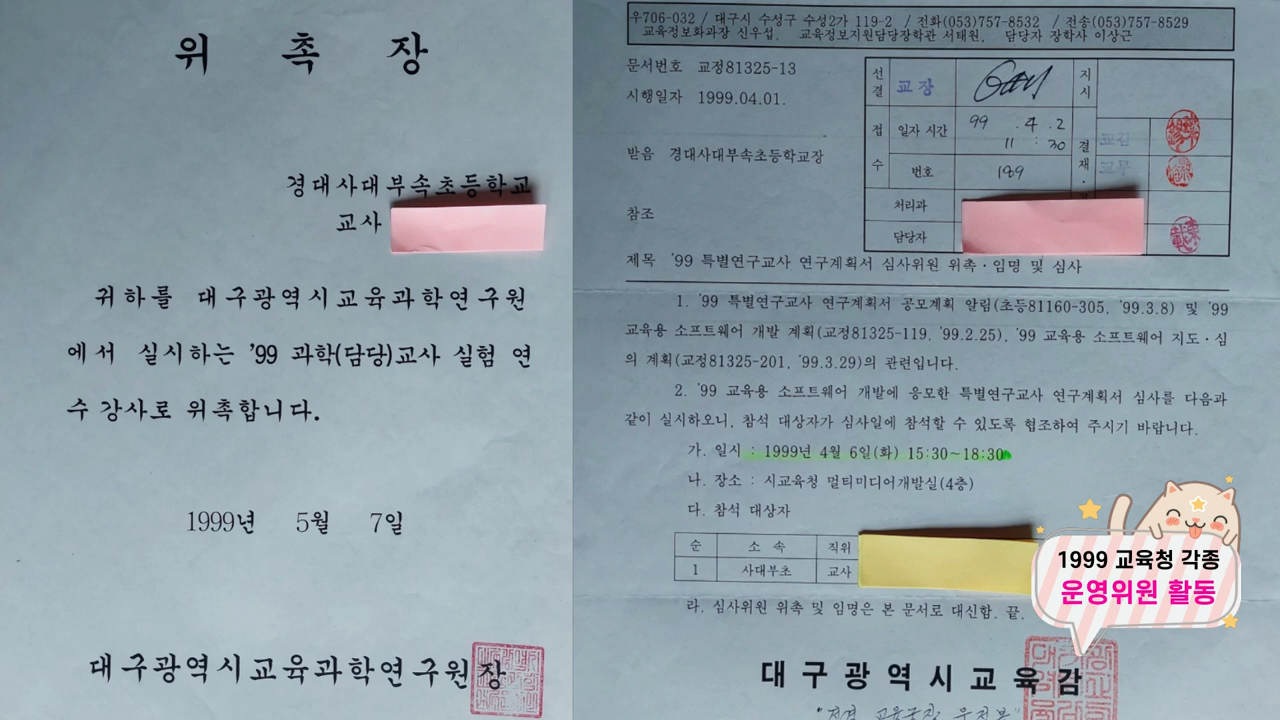 위 촉 장
경대사대부속초등학교
교사
귀하를 대구광역시교육과학연구원
에서 실시하는 '99 과학(담당)교사 실험 연
수 강사로 위촉합니다.
1999년 5월 7일
대구광역시교육과학연구원장
우706-032 / 대구시 수성구 수성2가 119-2 / 전화(053)757-8532 / 전송(053)757-8529
교육정보화과장 신우섭, 교육정보지원담당장학관 서태원, 담당자 장학사 이상근
문서번호 교정81325-13
시행일자 1999.04.01.
받음 경대사대부속초등학교장
참조
선결 교장 지시
접수 일자 시간 99 . 4 . 2 11 : 30 결재
번호 189
처리과
담당자
제목 '99 특별연구교사 연구계획서 심사위원 위촉·임명 및 심사
1. '99 특별연구교사 연구계획서 공모계획 알림(초등81160-305, '99.3.8) 및 '99
교육용 소프트웨어 개발 계획(교정81325-119, '99.2.25), '99 교육용 소프트웨어 지도·심
의 계획(교정81325-201, '99.3.29)의 관련입니다.
2. '99 교육용 소프트웨어 개발에 응모한 특별연구교사 연구계획서 심사를 다음과
같이 실시하오니, 참석 대상자가 심사일에 참석할 수 있도록 협조하여 주시기 바랍니다.
가. 일시 : 1999년 4월 6일(화) 15:30~18:30
나. 장소 : 시교육청 멀티미디어개발실(4층)
다. 참석 대상자
순 소 속 직위
1 사대부초 교사
라. 심사위원 위촉 및 임명은 본 문서로 대신함. 끝.
대구광역시교육감
1999 교육청 각종
운영위원 활동